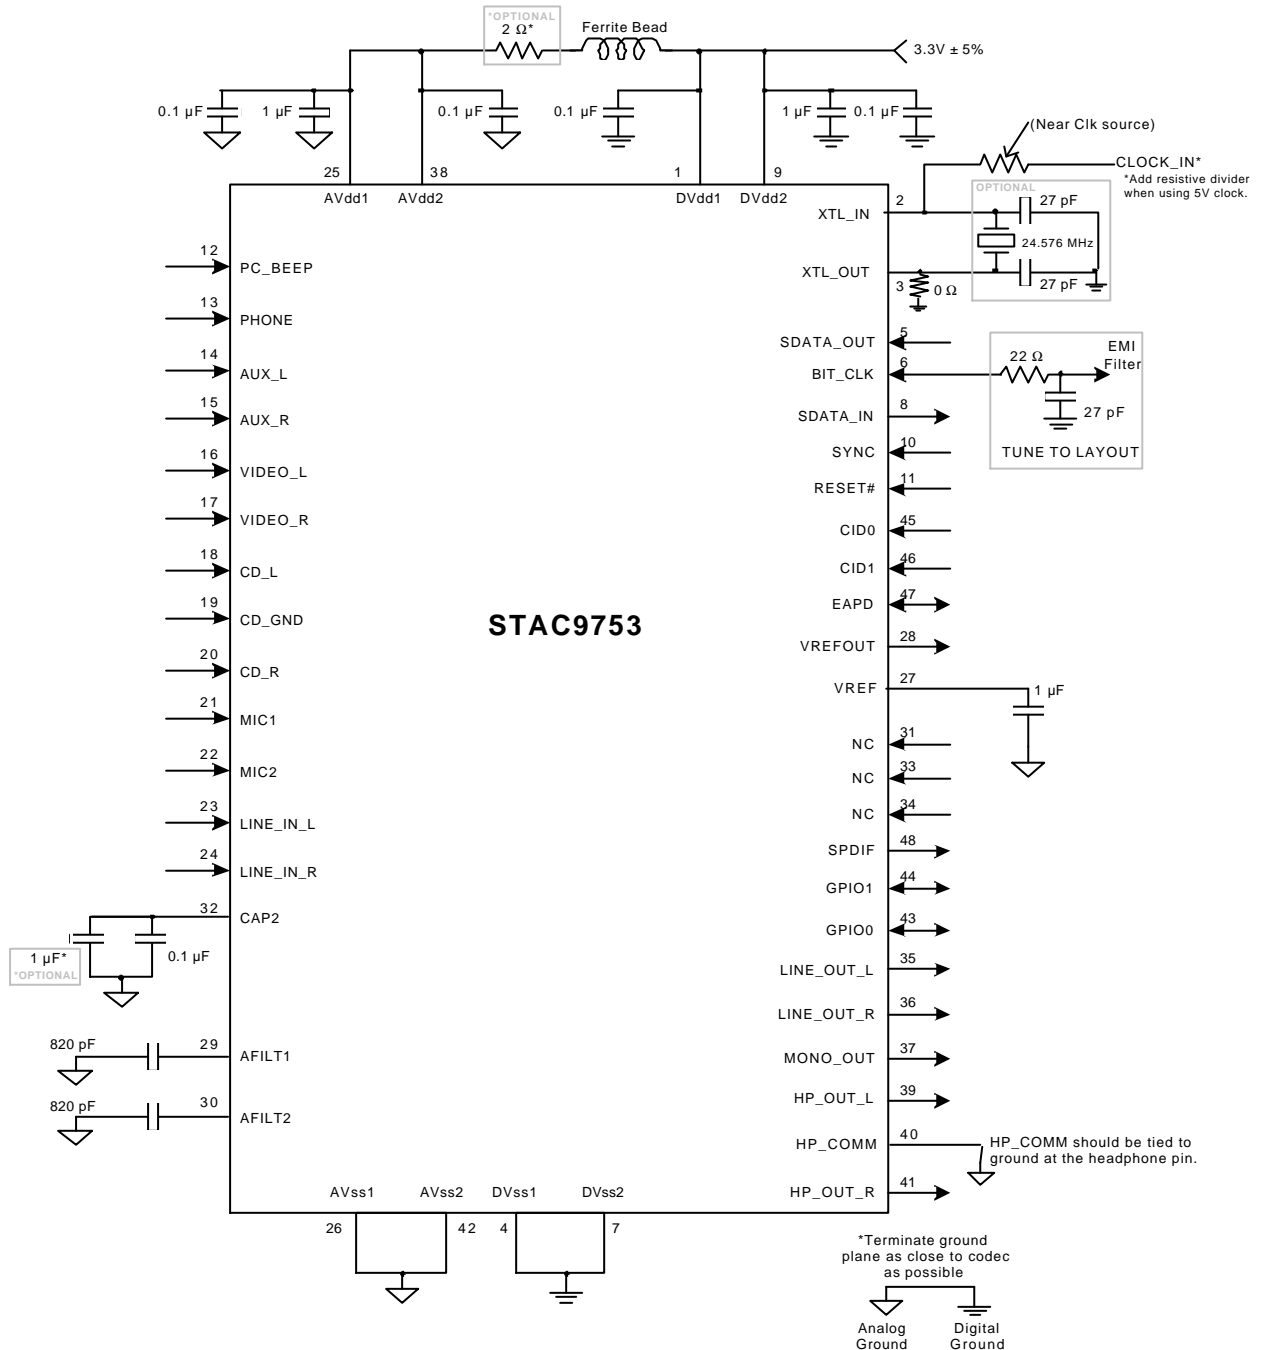 *OPTIONAL
2 Ω*
Ferrite Bead
3.3V ± 5%
0.1 µF
1 µF
0.1 µF
0.1 µF
1 µF
0.1 µF
(Near Clk source)
CLOCK_IN*
*Add resistive divider
when using 5V clock.
25
38
1
9
AVdd1
AVdd2
DVdd1
DVdd2
2
XTL_IN
OPTIONAL
27 pF
24.576 MHz
27 pF
XTL_OUT
3
0 Ω
12
PC_BEEP
13
PHONE
14
AUX_L
15
AUX_R
16
VIDEO_L
17
VIDEO_R
18
CD_L
19
CD_GND
20
CD_R
21
MIC1
22
MIC2
23
LINE_IN_L
24
LINE_IN_R
32
CAP2
1 µF*
*OPTIONAL
0.1 µF
820 pF
29
AFILT1
820 pF
30
AFILT2
STAC9753
SDATA_OUT
5
BIT_CLK
6
22 Ω
EMI
Filter
27 pF
TUNE TO LAYOUT
SDATA_IN
8
SYNC
10
RESET#
11
CID0
45
CID1
46
EAPD
47
VREFOUT
28
VREF
27
1 µF
NC
31
NC
33
NC
34
SPDIF
48
GPIO1
44
GPIO0
43
LINE_OUT_L
35
LINE_OUT_R
36
MONO_OUT
37
HP_OUT_L
39
HP_COMM
40
HP_COMM should be tied to
ground at the headphone pin.
HP_OUT_R
41
AVss1
AVss2
DVss1
DVss2
26
42
4
7
*Terminate ground
plane as close to codec
as possible
Analog
Ground
Digital
Ground